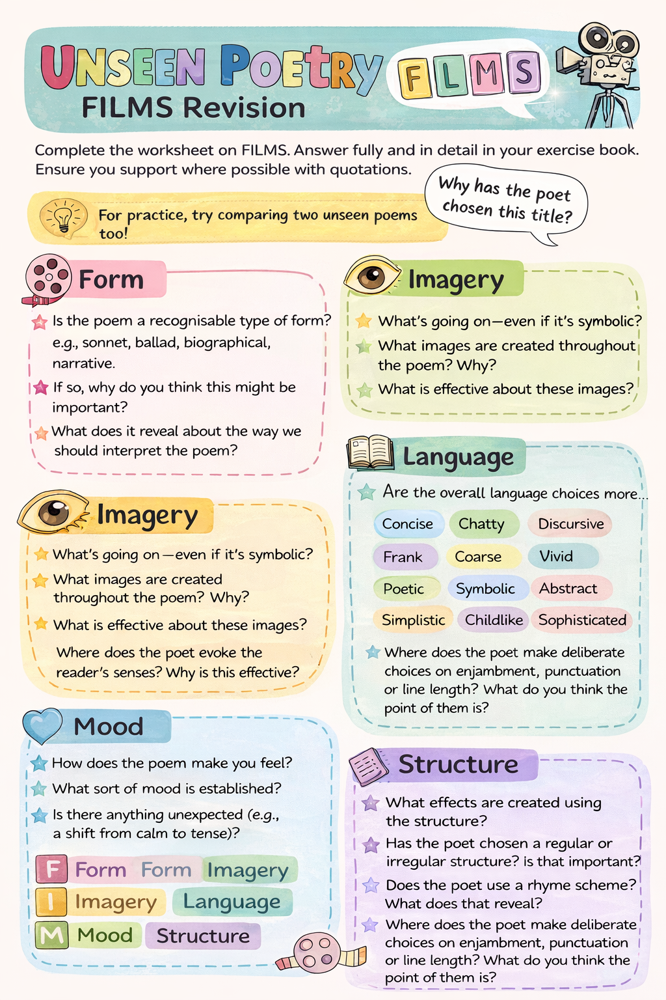 UNSEEN POETRY
F L M S
FILMS Revision
Complete the worksheet on FILMS. Answer fully and in detail in your exercise book.
Ensure you support where possible with quotations.
Why has the poet
chosen this title?
For practice, try comparing two unseen poems
too!
Form
Is the poem a recognisable type of form?
e.g., sonnet, ballad, biographical,
narrative.
If so, why do you think this might be
important?
What does it reveal about the way we
should interpret the poem?
Imagery
What's going on—even if it's symbolic?
What images are created
throughout the poem? Why?
What is effective about these images?
Where does the poet evoke the
reader's senses? Why is this effective?
Mood
How does the poem make you feel?
What sort of mood is established?
Is there anything unexpected (e.g.,
a shift from calm to tense)?
F Form Form Imagery
I Imagery Language
M Mood Structure
Imagery
What's going on—even if it's symbolic?
What images are created throughout
the poem? Why?
What is effective about these images?
Language
Are the overall language choices more...
Concise Chatty Discursive
Frank Coarse Vivid
Poetic Symbolic Abstract
Simplistic Childlike Sophisticated
Where does the poet make deliberate
choices on enjambment, punctuation
or line length? What do you think the
point of them is?
Structure
What effects are created using
the structure?
Has the poet chosen a regular or
irregular structure? is that important?
Does the poet use a rhyme scheme?
What does that reveal?
Where does the poet make deliberate
choices on enjambment, punctuation
or line length? What do you think the
point of them is?